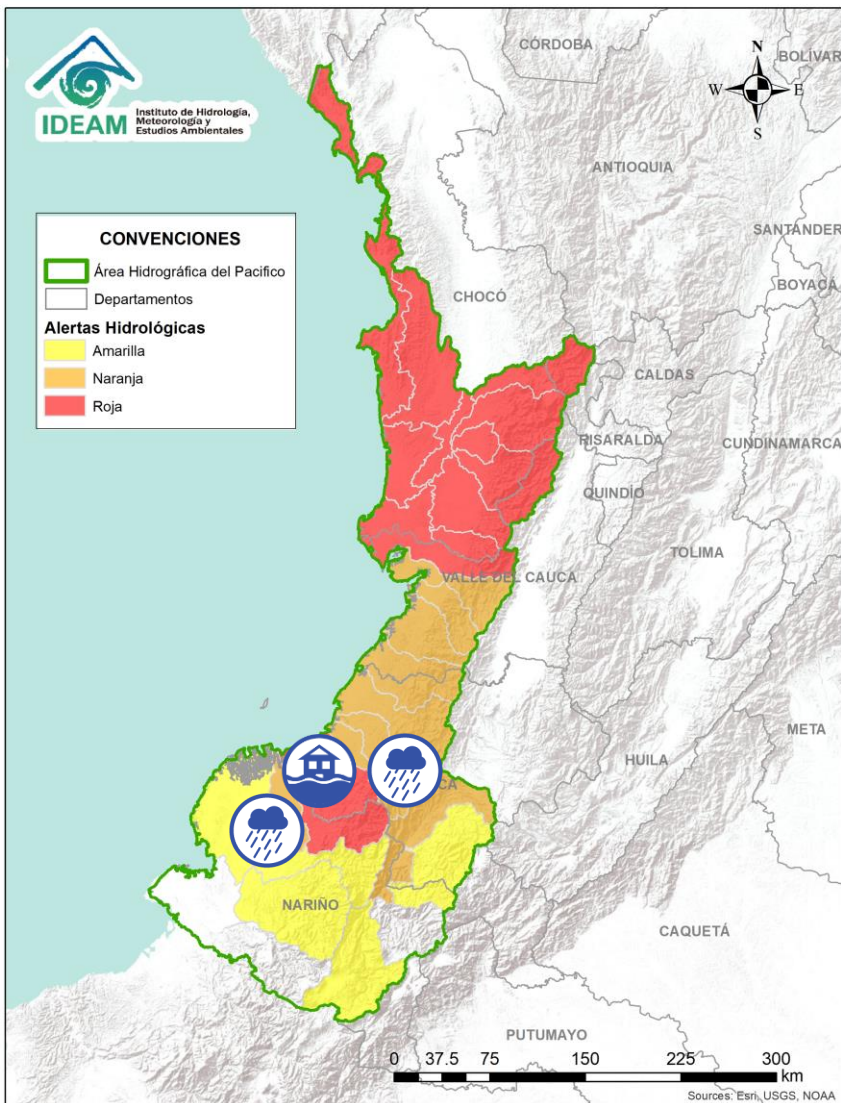 IDEAM
Instituto de Hidrología,
Meteorología y
Estudios Ambientales
CÓRDOBA
BOLÍVAR
N
W
E
S
ANTIOQUIA
SANTANDER
BOYACÁ
CONVENCIONES
Área Hidrográfica del Pacifico
Departamentos
Alertas Hidrológicas
Amarilla
Naranja
Roja
CHOCÓ
CALDAS
RISARALDA
CUNDINAMARCA
QUINDÍO
TOLIMA
VALLE DEL CAUCA
META
HUILA
CA
NARIÑO
CAQUETÁ
PUTUMAYO
0 37.5 75 150 225 300
km
Sources: Esri, USGS, NOAA